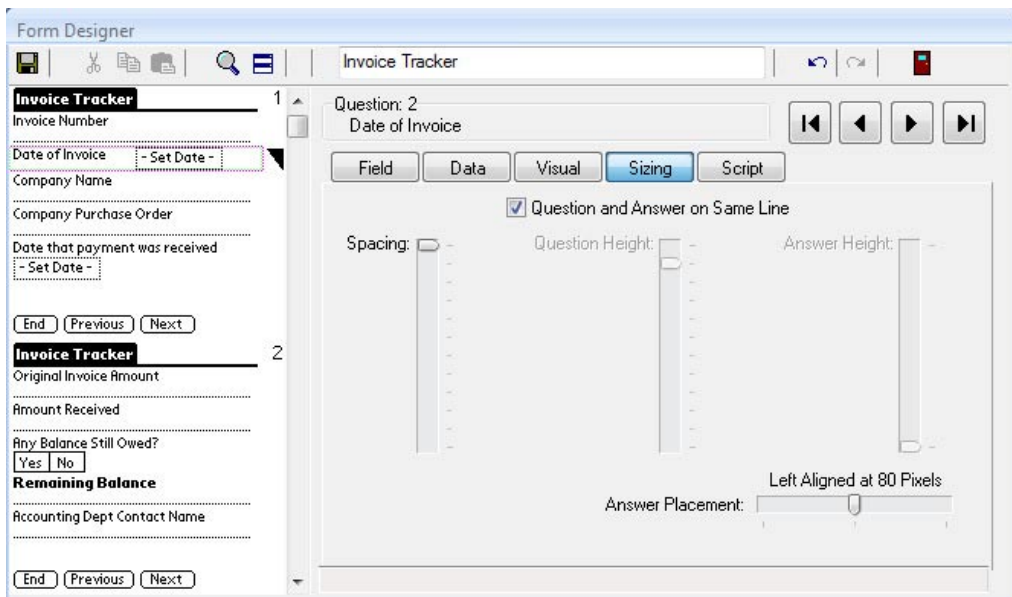 Form Designer
Invoice Tracker
Invoice Tracker 1
Invoice Number
Date of Invoice - Set Date -
Company Name
Company Purchase Order
Date that payment was received
- Set Date -
End Previous Next
Invoice Tracker 2
Original Invoice Amount
Amount Received
Any Balance Still Owed?
Yes No
Remaining Balance
Accounting Dept Contact Name
End Previous Next
Question: 2
Date of Invoice
Field Data Visual Sizing Script
Question and Answer on Same Line
Spacing: Question Height: Answer Height:
Left Aligned at 80 Pixels
Answer Placement: